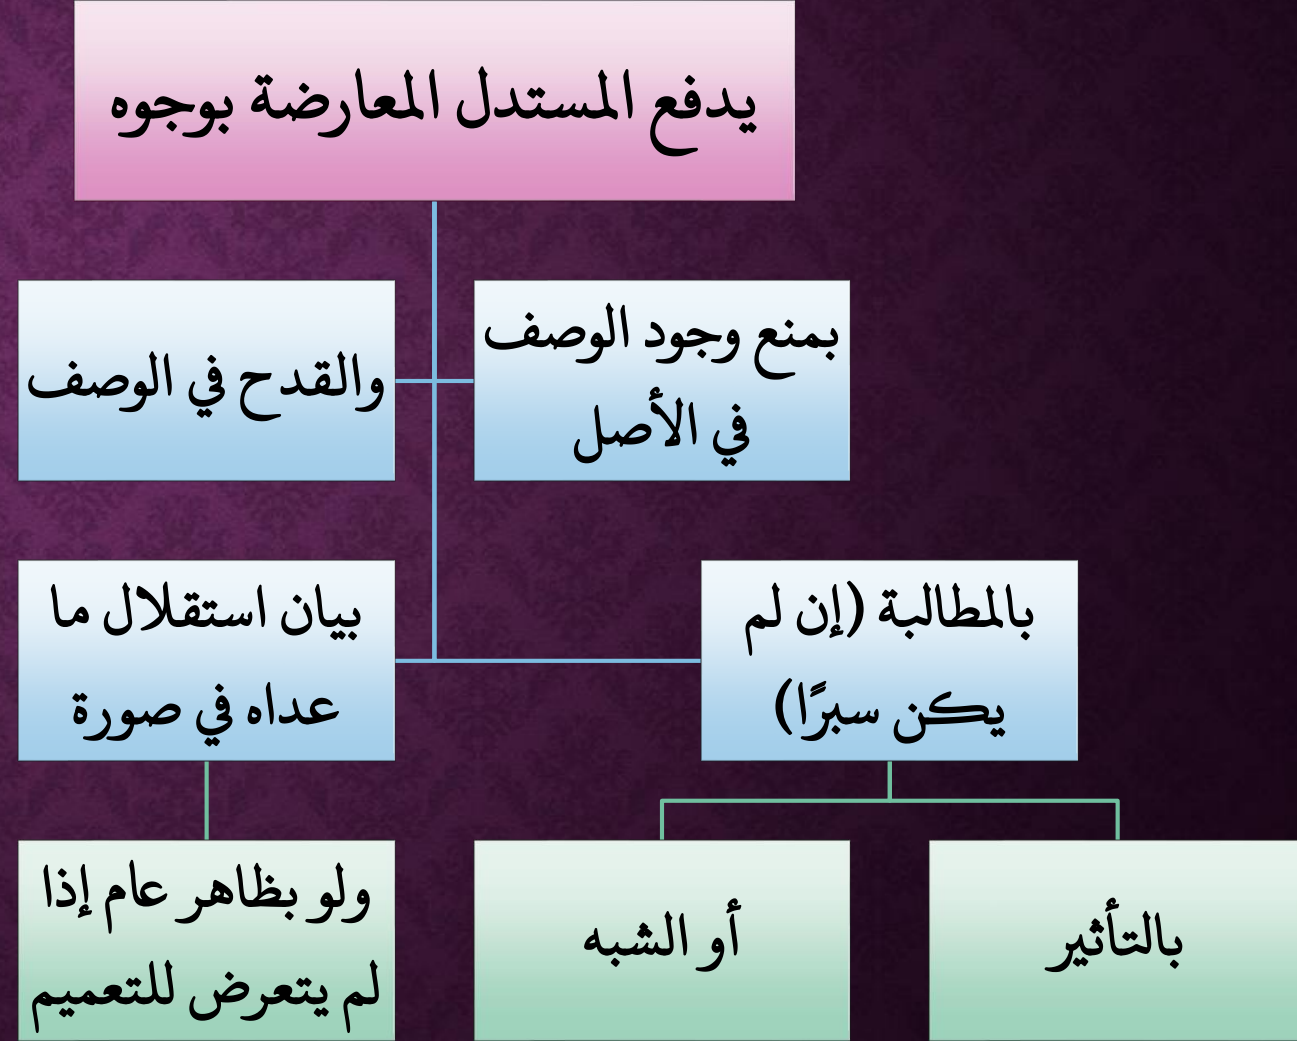 يدفع المستدل المعارضة بوجوه
بمنع وجود الوصف
في الأصل
والقدح في الوصف
بالمطالبة (إن لم
يكن سبرًا)
بيان استقلال ما
عداه في صورة
بالتأثير
أو الشبه
ولو بظاهر عام إذا
لم يتعرض للتعميم